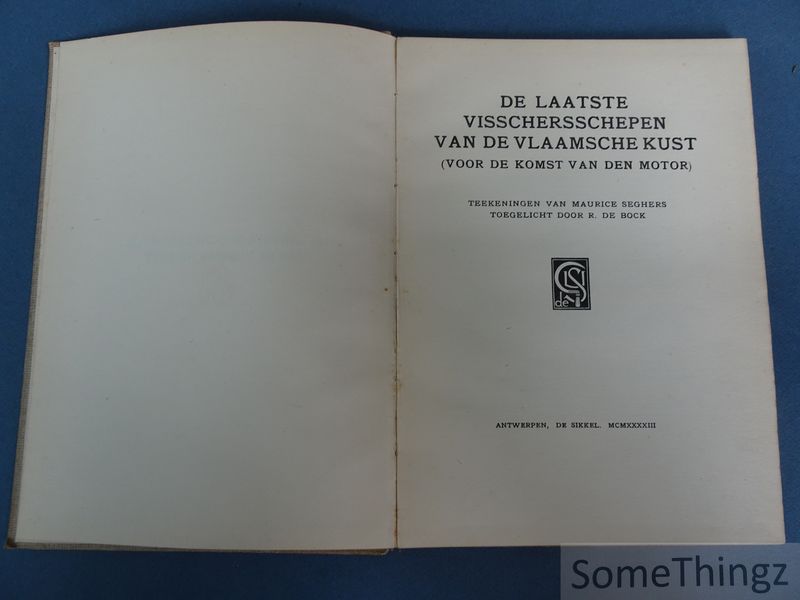 DE LAATSTE
VISSCHERSSCHEPEN
VAN DE VLAAMSCHE KUST
(VOOR DE KOMST VAN DEN MOTOR)
TEEKENINGEN VAN MAURICE SEGHERS
TOEGELICHT DOOR R. DE BOCK
de
ANTWERPEN, DE SIKKEL. MCMXXXXIII
SomeThingz